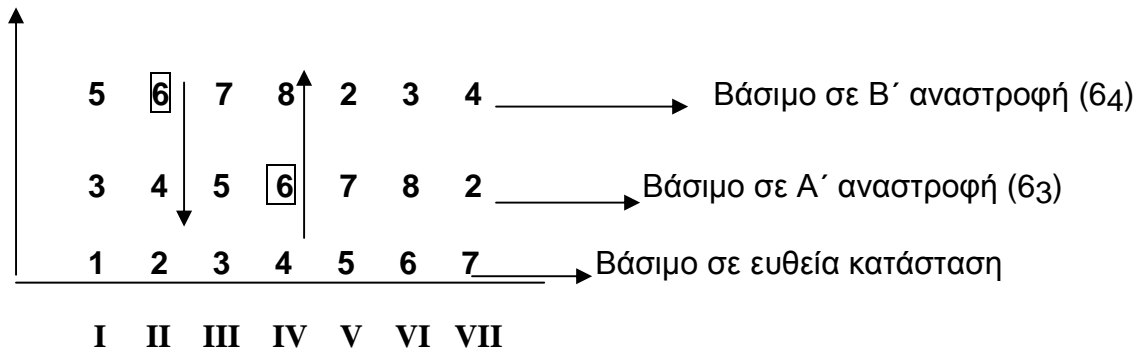 5 6 7 8 2 3 4 Βάσιμο σε Β΄ αναστροφή (64)
3 4 5 6 7 8 2 Βάσιμο σε Α΄ αναστροφή (63)
1 2 3 4 5 6 7 Βάσιμο σε ευθεία κατάσταση
I II III IV V VI VII